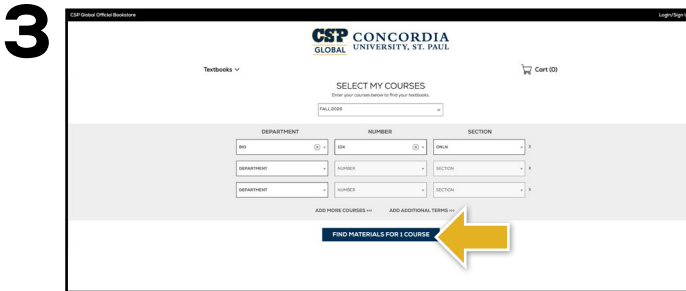 3
CSP Global Official Bookstore Login/Sign
CSP CONCORDIA
GLOBAL UNIVERSITY, ST. PAUL
Textbooks Cart (0)
SELECT MY COURSES
Enter your courses below to find your textbooks.
FALL 2025
DEPARTMENT NUMBER SECTION
BIO 104 ONLN X
DEPARTMENT NUMBER SECTION X
DEPARTMENT NUMBER SECTION X
ADD MORE COURSES >>> ADD ADDITIONAL TERMS >>>
FIND MATERIALS FOR 1 COURSE